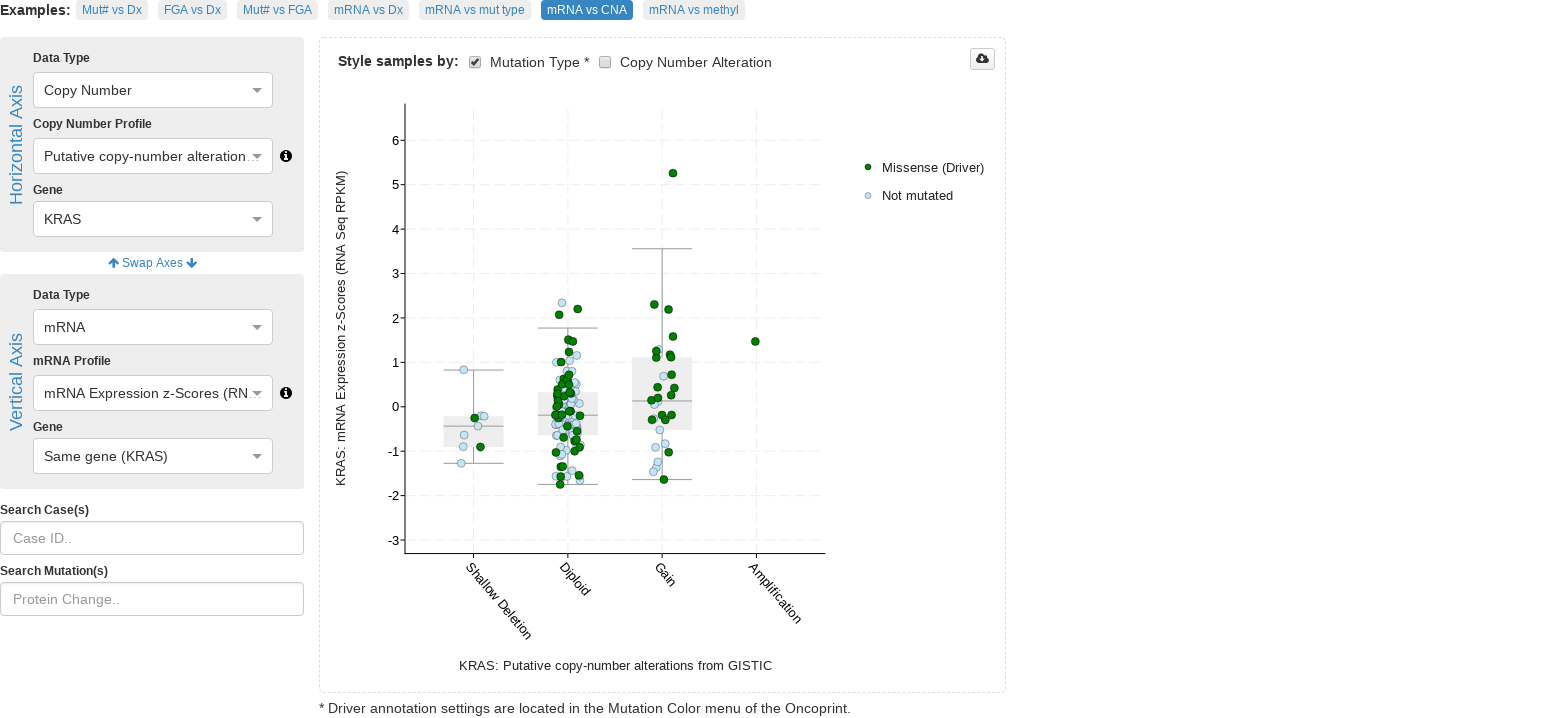 Examples: Mut# vs Dx FGA vs Dx Mut# vs FGA mRNA vs Dx mRNA vs mut type mRNA vs CNA mRNA vs methyl
Horizontal Axis
Data Type
Copy Number
Copy Number Profile
Putative copy-number alteration...
Gene
KRAS
Swap Axes
Vertical Axis
Data Type
mRNA
mRNA Profile
mRNA Expression z-Scores (RN...
Gene
Same gene (KRAS)
Search Case(s)
Case ID..
Search Mutation(s)
Protein Change..
Style samples by: Mutation Type * Copy Number Alteration
KRAS: mRNA Expression z-Scores (RNA Seq RPKM)
6
5
4
3
2
1
0
-1
-2
-3
Shallow Deletion
Diploid
Gain
Amplification
KRAS: Putative copy-number alterations from GISTIC
Missense (Driver)
Not mutated
* Driver annotation settings are located in the Mutation Color menu of the Oncoprint.